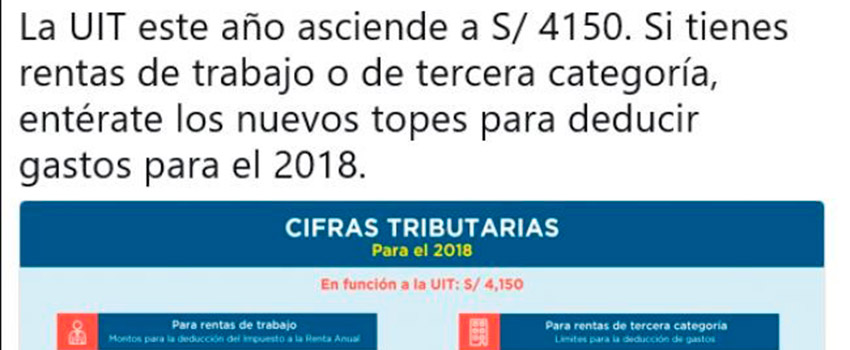 La UIT este año asciende a S/ 4150. Si tienes
rentas de trabajo o de tercera categoría,
entérate los nuevos topes para deducir
gastos para el 2018.
CIFRAS TRIBUTARIAS
Para el 2018
En función a la UIT: S/ 4,150
Para rentas de trabajo
Montos para la deducción del Impuesto a la Renta Anual
Para rentas de tercera categoría
Límites para la deducción de gastos